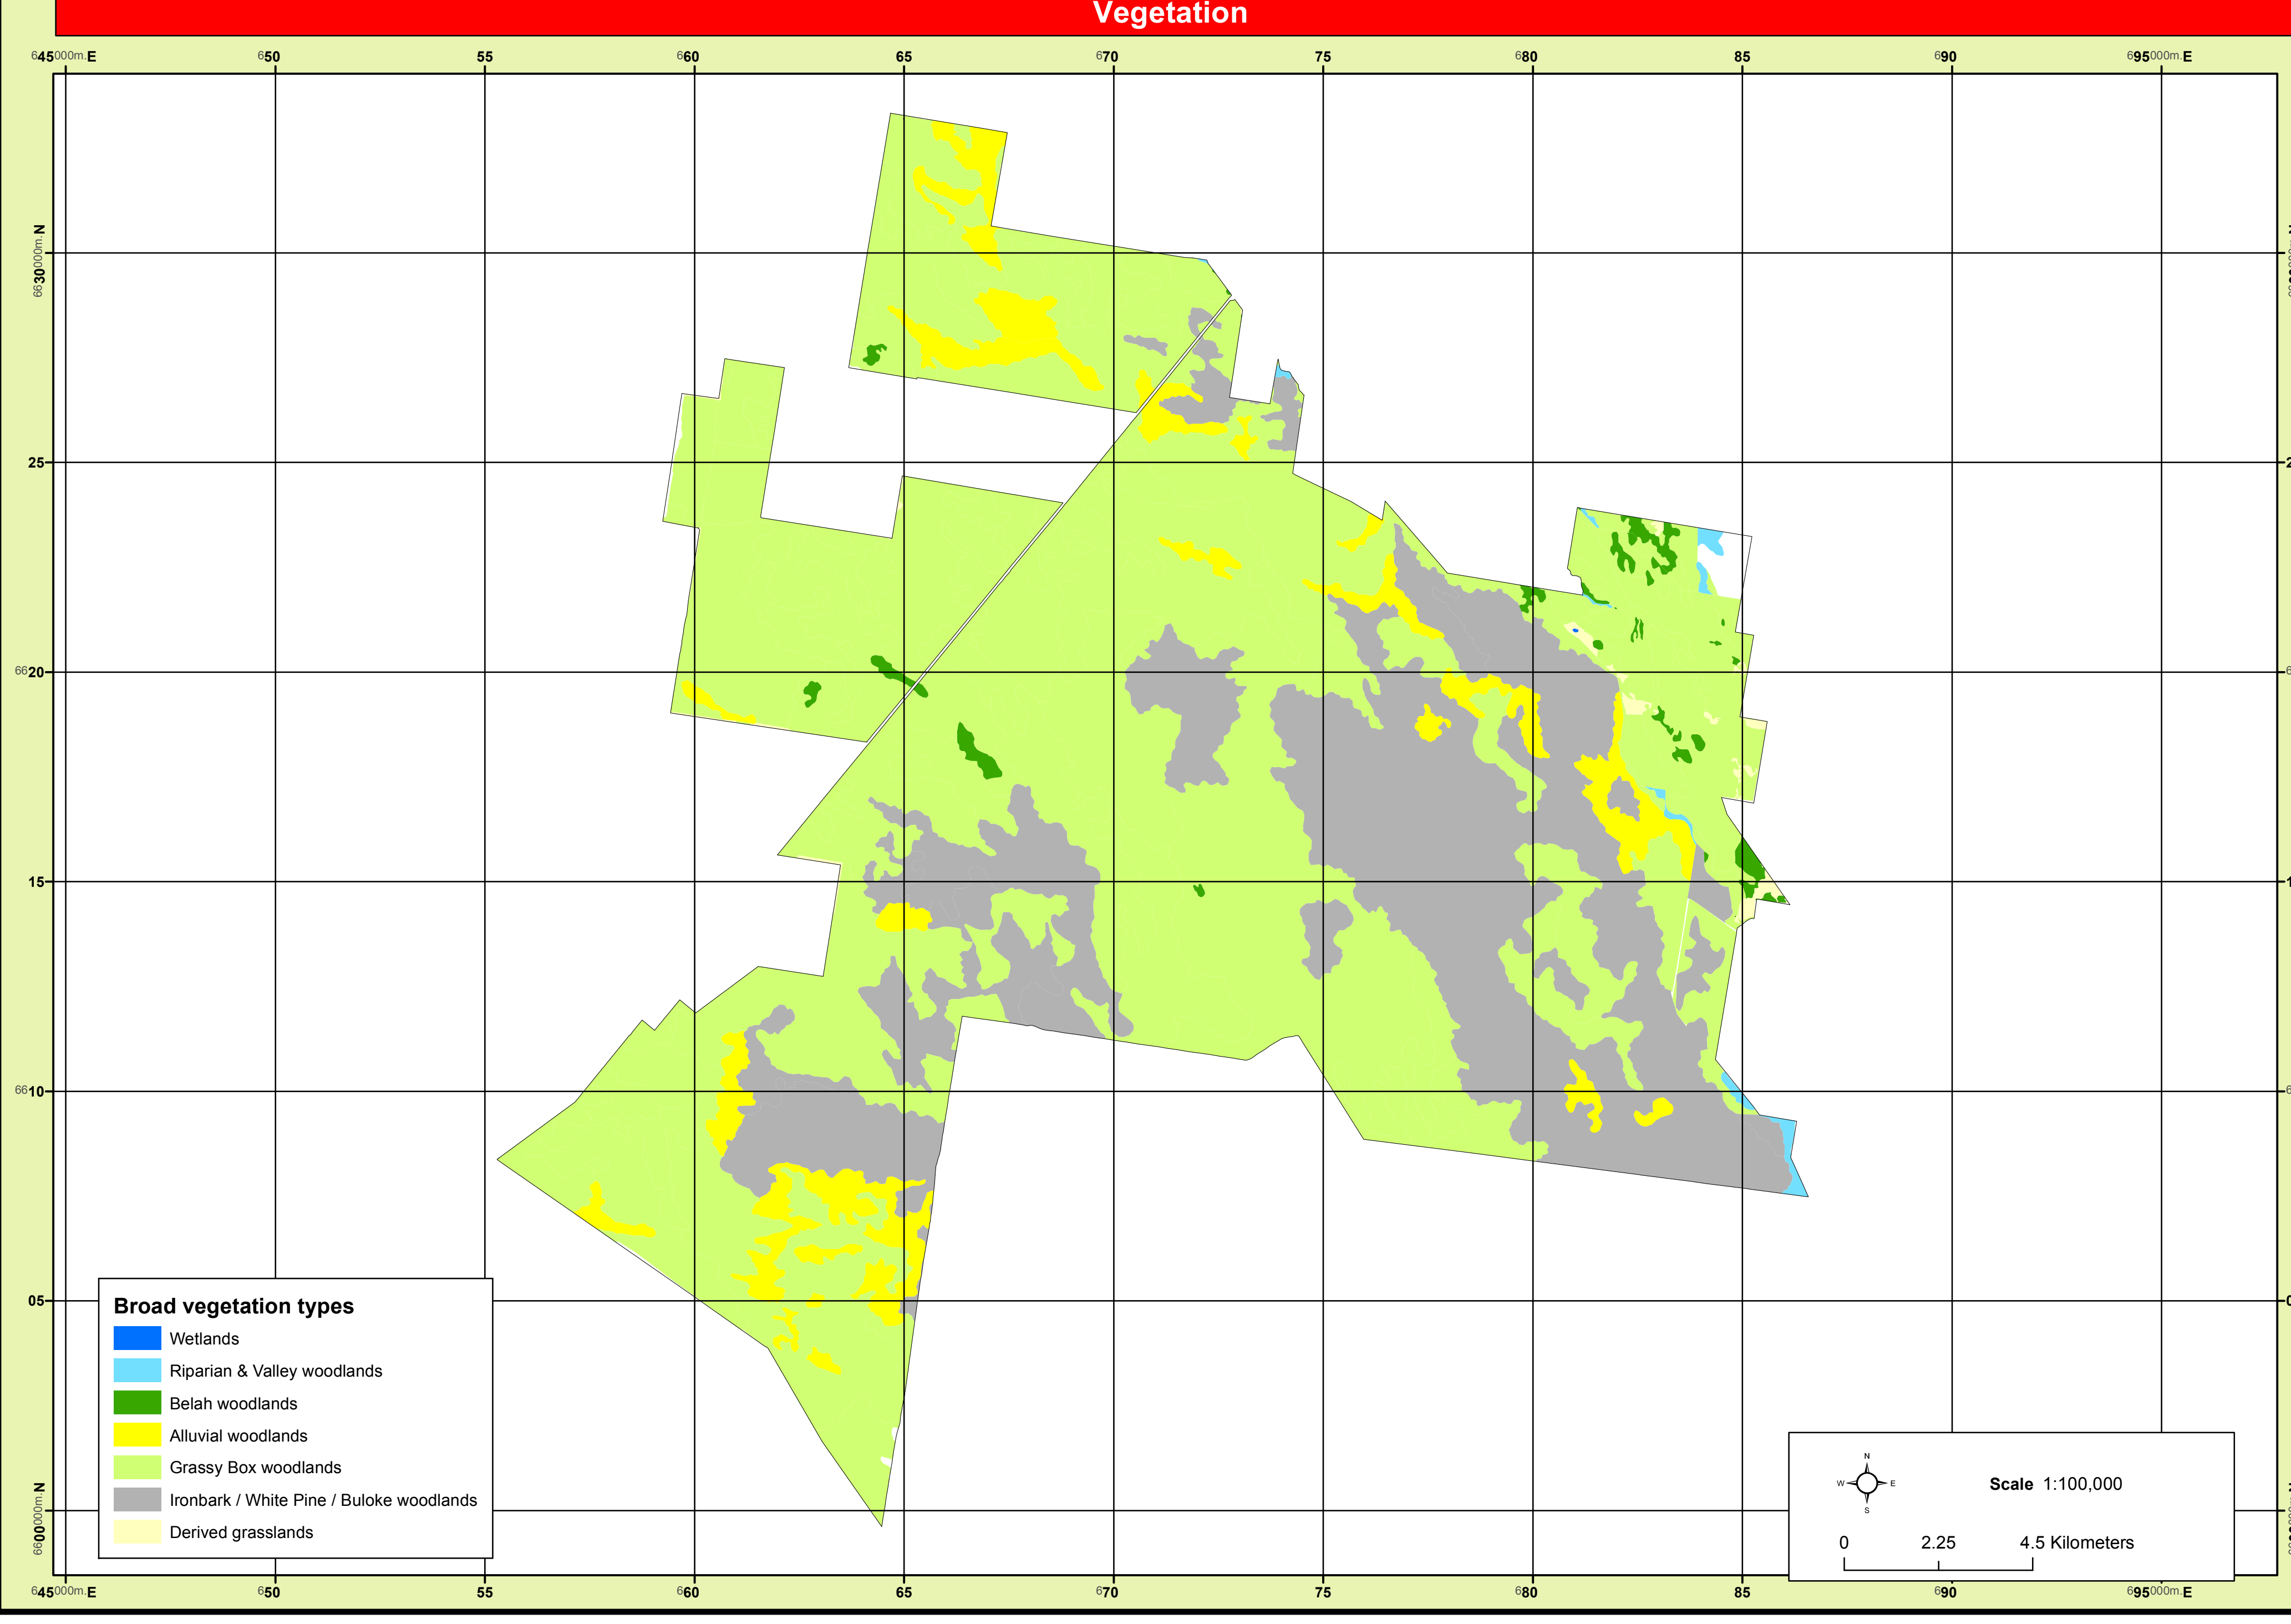 Vegetation
645000m.E 650 55 660 65 670 75 680 85 690 695000m.E
6630000m.N
25
6620
15
6610
05
6600000m.N
Broad vegetation types
Wetlands
Riparian & Valley woodlands
Belah woodlands
Alluvial woodlands
Grassy Box woodlands
Ironbark / White Pine / Buloke woodlands
Derived grasslands
N
W E
S
Scale 1:100,000
0 2.25 4.5 Kilometers
645000m.E 650 55 660 65 670 75 680 85 690 695000m.E